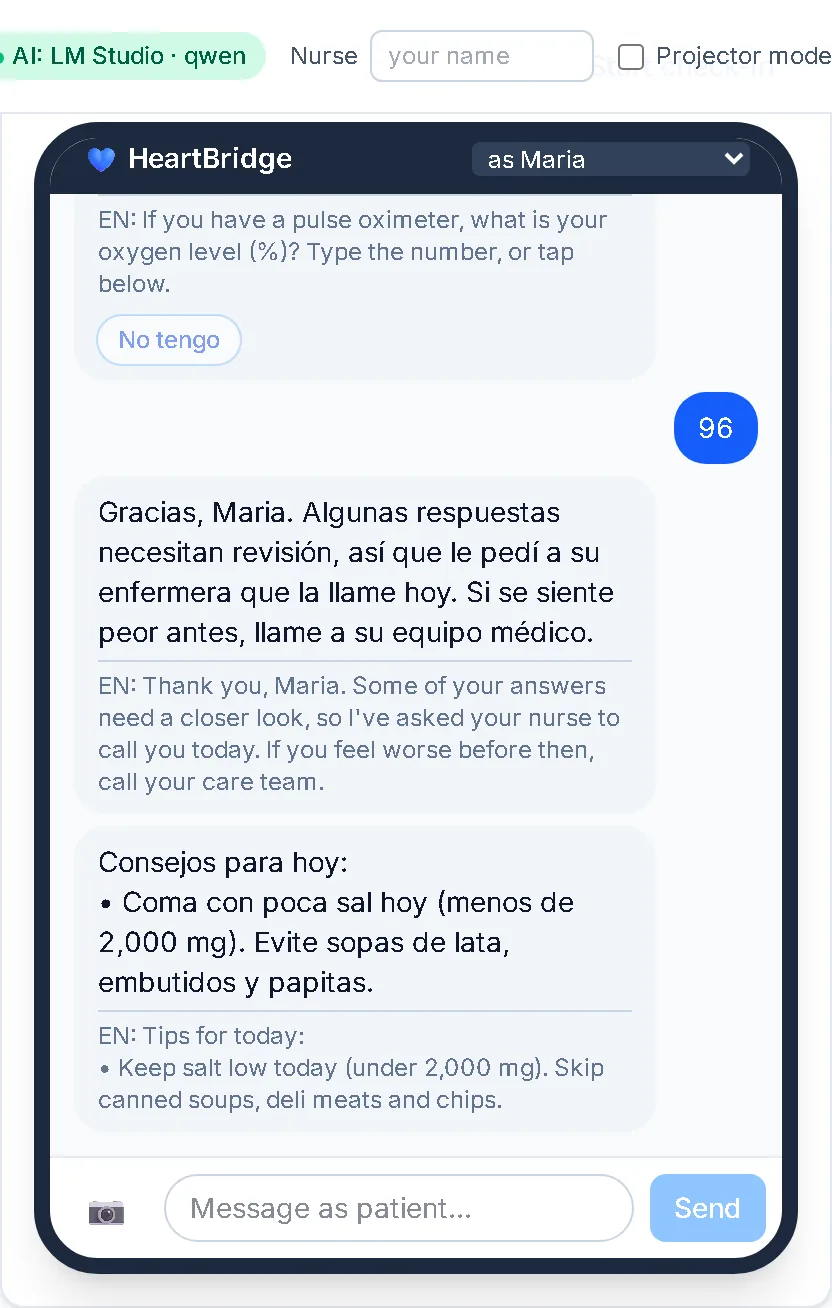 AI: LM Studio · qwen
Nurse
your name
Projector mode
Start check-in
HeartBridge
as Maria
EN: If you have a pulse oximeter, what is your
oxygen level (%)? Type the number, or tap
below.
No tengo
96
Gracias, Maria. Algunas respuestas
necesitan revisión, así que le pedí a su
enfermera que la llame hoy. Si se siente
peor antes, llame a su equipo médico.
EN: Thank you, Maria. Some of your answers
need a closer look, so I've asked your nurse to
call you today. If you feel worse before then,
call your care team.
Consejos para hoy:
• Coma con poca sal hoy (menos de
2,000 mg). Evite sopas de lata,
embutidos y papitas.
EN: Tips for today:
• Keep salt low today (under 2,000 mg). Skip
canned soups, deli meats and chips.
Message as patient...
Send